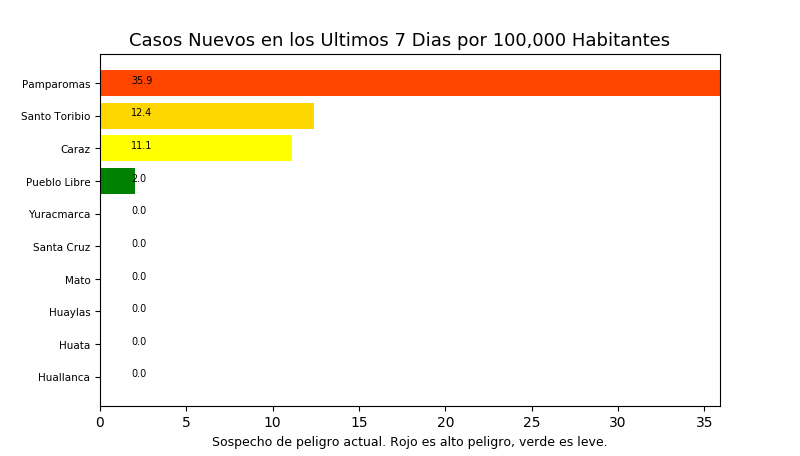 Casos Nuevos en los Ultimos 7 Dias por 100,000 Habitantes
Pamparomas 35.9
Santo Toribio 12.4
Caraz 11.1
Pueblo Libre 2.0
Yuracmarca 0.0
Santa Cruz 0.0
Mato 0.0
Huaylas 0.0
Huata 0.0
Huallanca 0.0
0 5 10 15 20 25 30 35
Sospecho de peligro actual. Rojo es alto peligro, verde es leve.